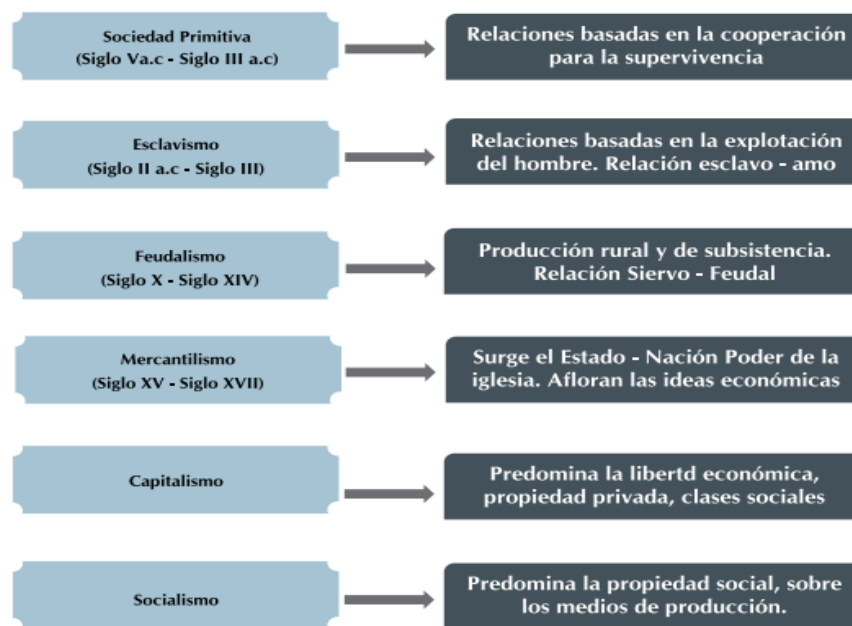 Sociedad Primitiva
(Siglo Va.c - Siglo III a.c)
Relaciones basadas en la cooperación
para la supervivencia
Esclavismo
(Siglo II a.c - Siglo III)
Relaciones basadas en la explotación
del hombre. Relación esclavo - amo
Feudalismo
(Siglo X - Siglo XIV)
Producción rural y de subsistencia.
Relación Siervo - Feudal
Mercantilismo
(Siglo XV - Siglo XVII)
Surge el Estado - Nación Poder de la
iglesia. Afloran las ideas económicas
Capitalismo
Predomina la libertd económica,
propiedad privada, clases sociales
Socialismo
Predomina la propiedad social, sobre
los medios de producción.